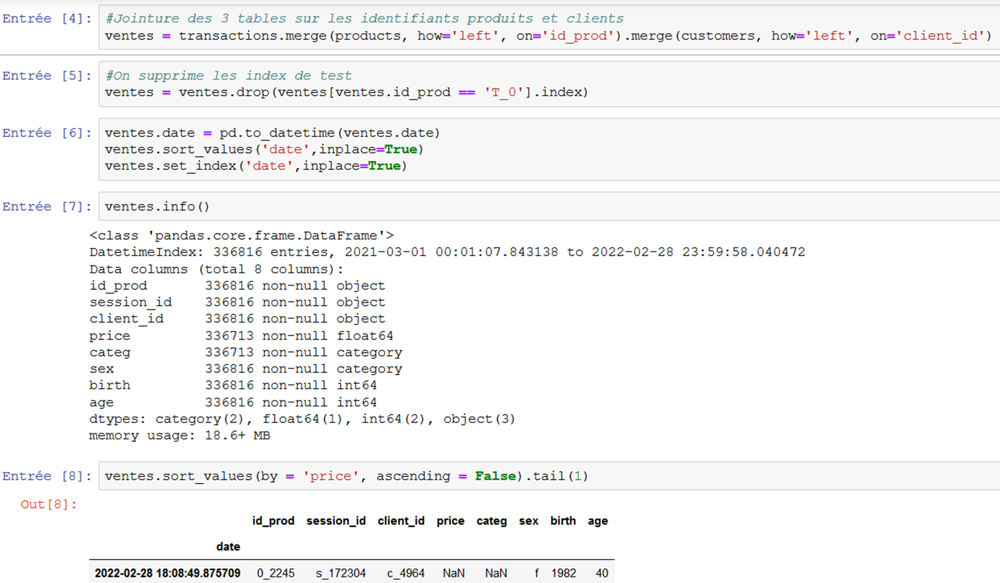 Entrée [4]: #Jointure des 3 tables sur les identifiants produits et clients
ventes = transactions.merge(products, how='left', on='id_prod').merge(customers, how='left', on='client_id')
Entrée [5]: #On supprime les index de test
ventes = ventes.drop(ventes[ventes.id_prod == 'T_0'].index)
Entrée [6]: ventes.date = pd.to_datetime(ventes.date)
ventes.sort_values('date',inplace=True)
ventes.set_index('date',inplace=True)
Entrée [7]: ventes.info()
<class 'pandas.core.frame.DataFrame'>
DatetimeIndex: 336816 entries, 2021-03-01 00:01:07.843138 to 2022-02-28 23:59:58.040472
Data columns (total 8 columns):
id_prod 336816 non-null object
session_id 336816 non-null object
client_id 336816 non-null object
price 336713 non-null float64
categ 336713 non-null category
sex 336816 non-null category
birth 336816 non-null int64
age 336816 non-null int64
dtypes: category(2), float64(1), int64(2), object(3)
memory usage: 18.6+ MB
Entrée [8]: ventes.sort_values(by = 'price', ascending = False).tail(1)
Out[8]:
id_prod session_id client_id price categ sex birth age
date
2022-02-28 18:08:49.875709 0_2245 s_172304 c_4964 NaN NaN f 1982 40